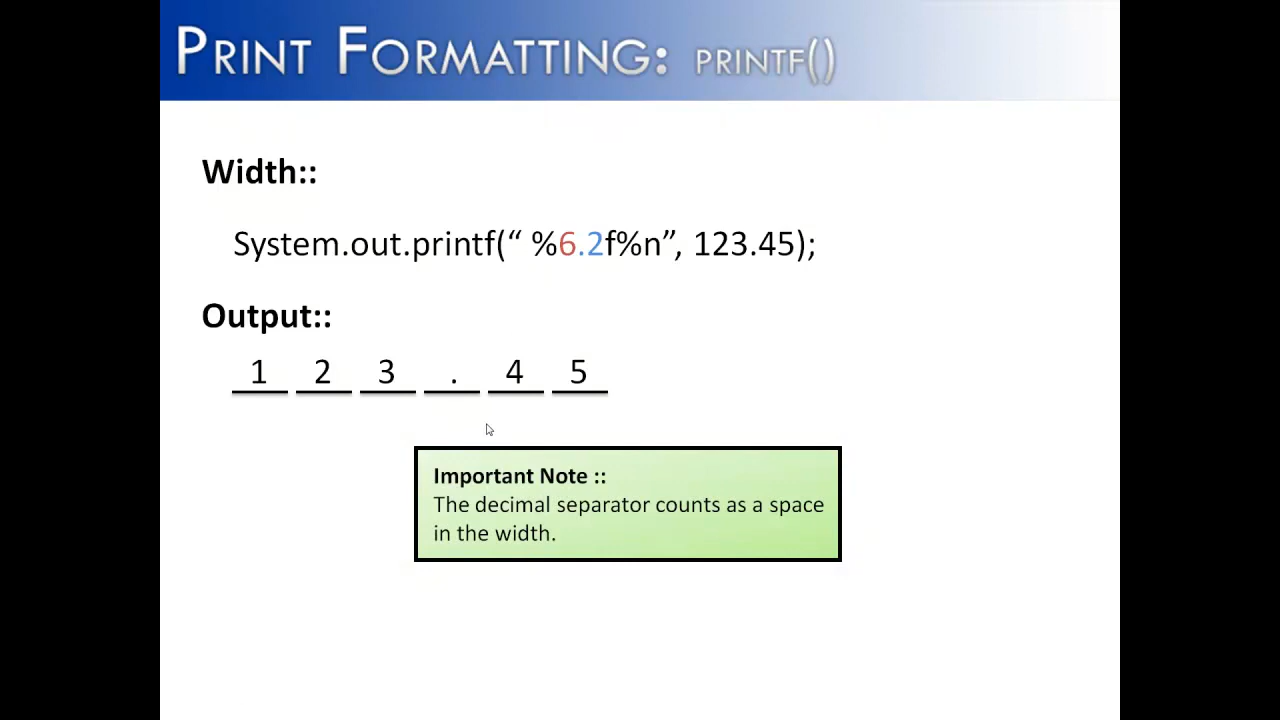 PRINT FORMATTING: PRINTF()
Width::
System.out.printf(“ %6.2f%n”, 123.45);
Output::
1 2 3 . 4 5
Important Note ::
The decimal separator counts as a space
in the width.